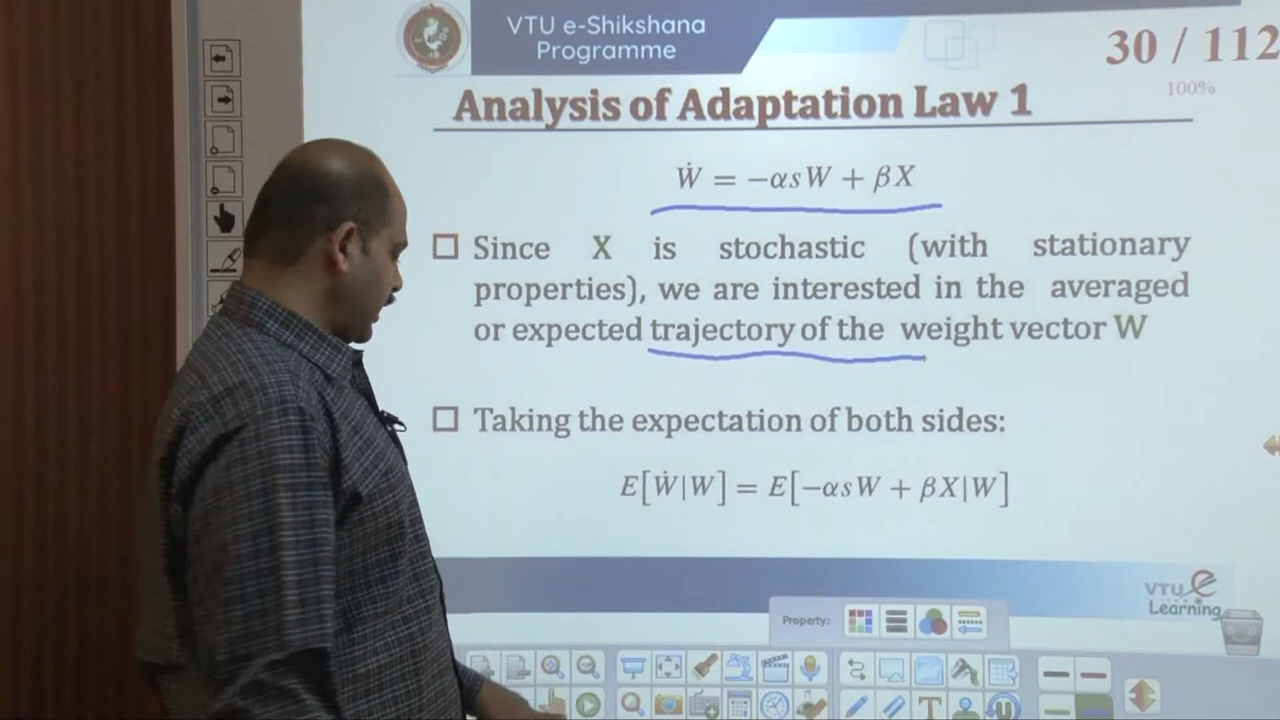 VTU e-Shikshana
Programme
30 / 112
100%
Analysis of Adaptation Law 1
Ẇ = −αsW + βX
Since X is stochastic (with stationary
properties), we are interested in the averaged
or expected trajectory of the weight vector W
Taking the expectation of both sides:
E[Ẇ|W] = E[−αsW + βX|W]
VTU e
Learning
Property: